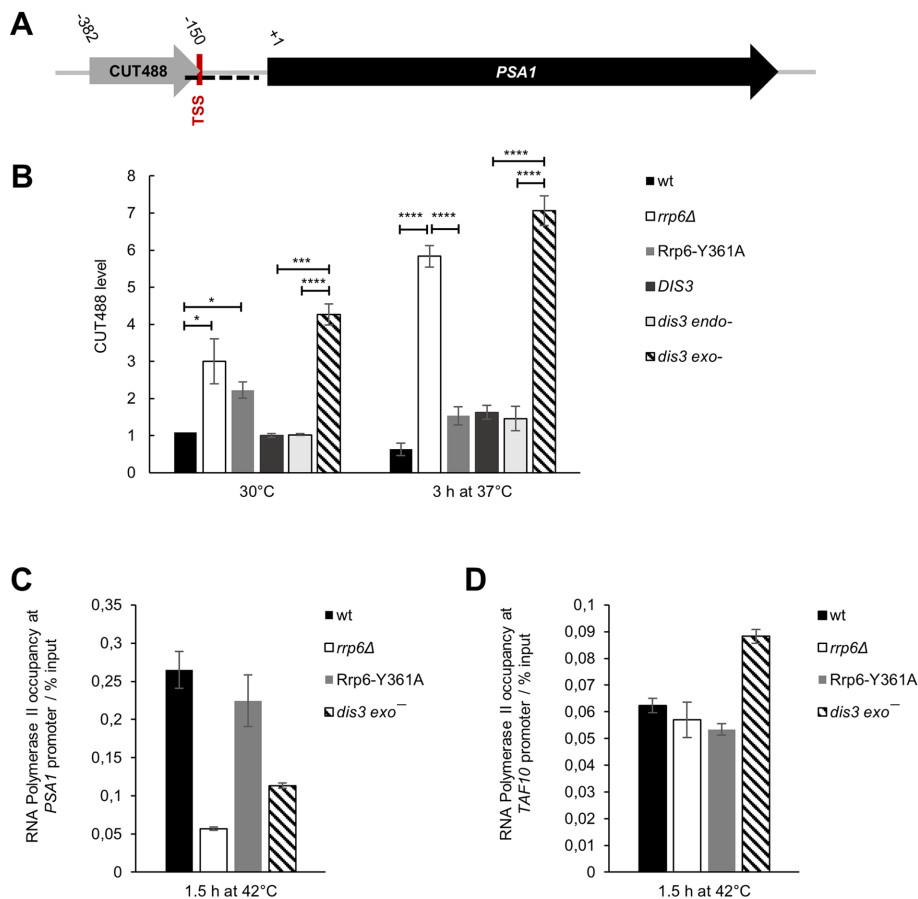 A
-382
-150
+1
CUT488
PSA1
TSS
B
CUT488 level
8
7
6
5
4
3
2
1
0
*
*
***
****
****
****
****
****
30°C
3 h at 37°C
wt
rrp6Δ
Rrp6-Y361A
DIS3
dis3 endo-
dis3 exo-
C
RNA Polymerase II occupancy at
PSA1 promoter / % input
0,35
0,3
0,25
0,2
0,15
0,1
0,05
0
1.5 h at 42°C
wt
rrp6Δ
Rrp6-Y361A
dis3 exo¯
D
RNA Polymerase II occupancy at
TAF10 promoter / % input
0,1
0,09
0,08
0,07
0,06
0,05
0,04
0,03
0,02
0,01
0
1.5 h at 42°C
wt
rrp6Δ
Rrp6-Y361A
dis3 exo¯